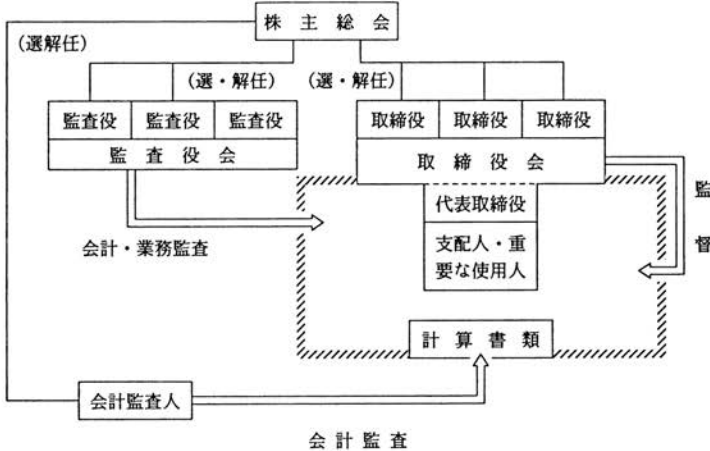 株主総会
(選解任)
(選・解任)
(選・解任)
監査役 監査役 監査役
取締役 取締役 取締役
監査役会
取締役会
監督
代表取締役
支配人・重
要な使用人
会計・業務監査
計算書類
会計監査人
会計監査